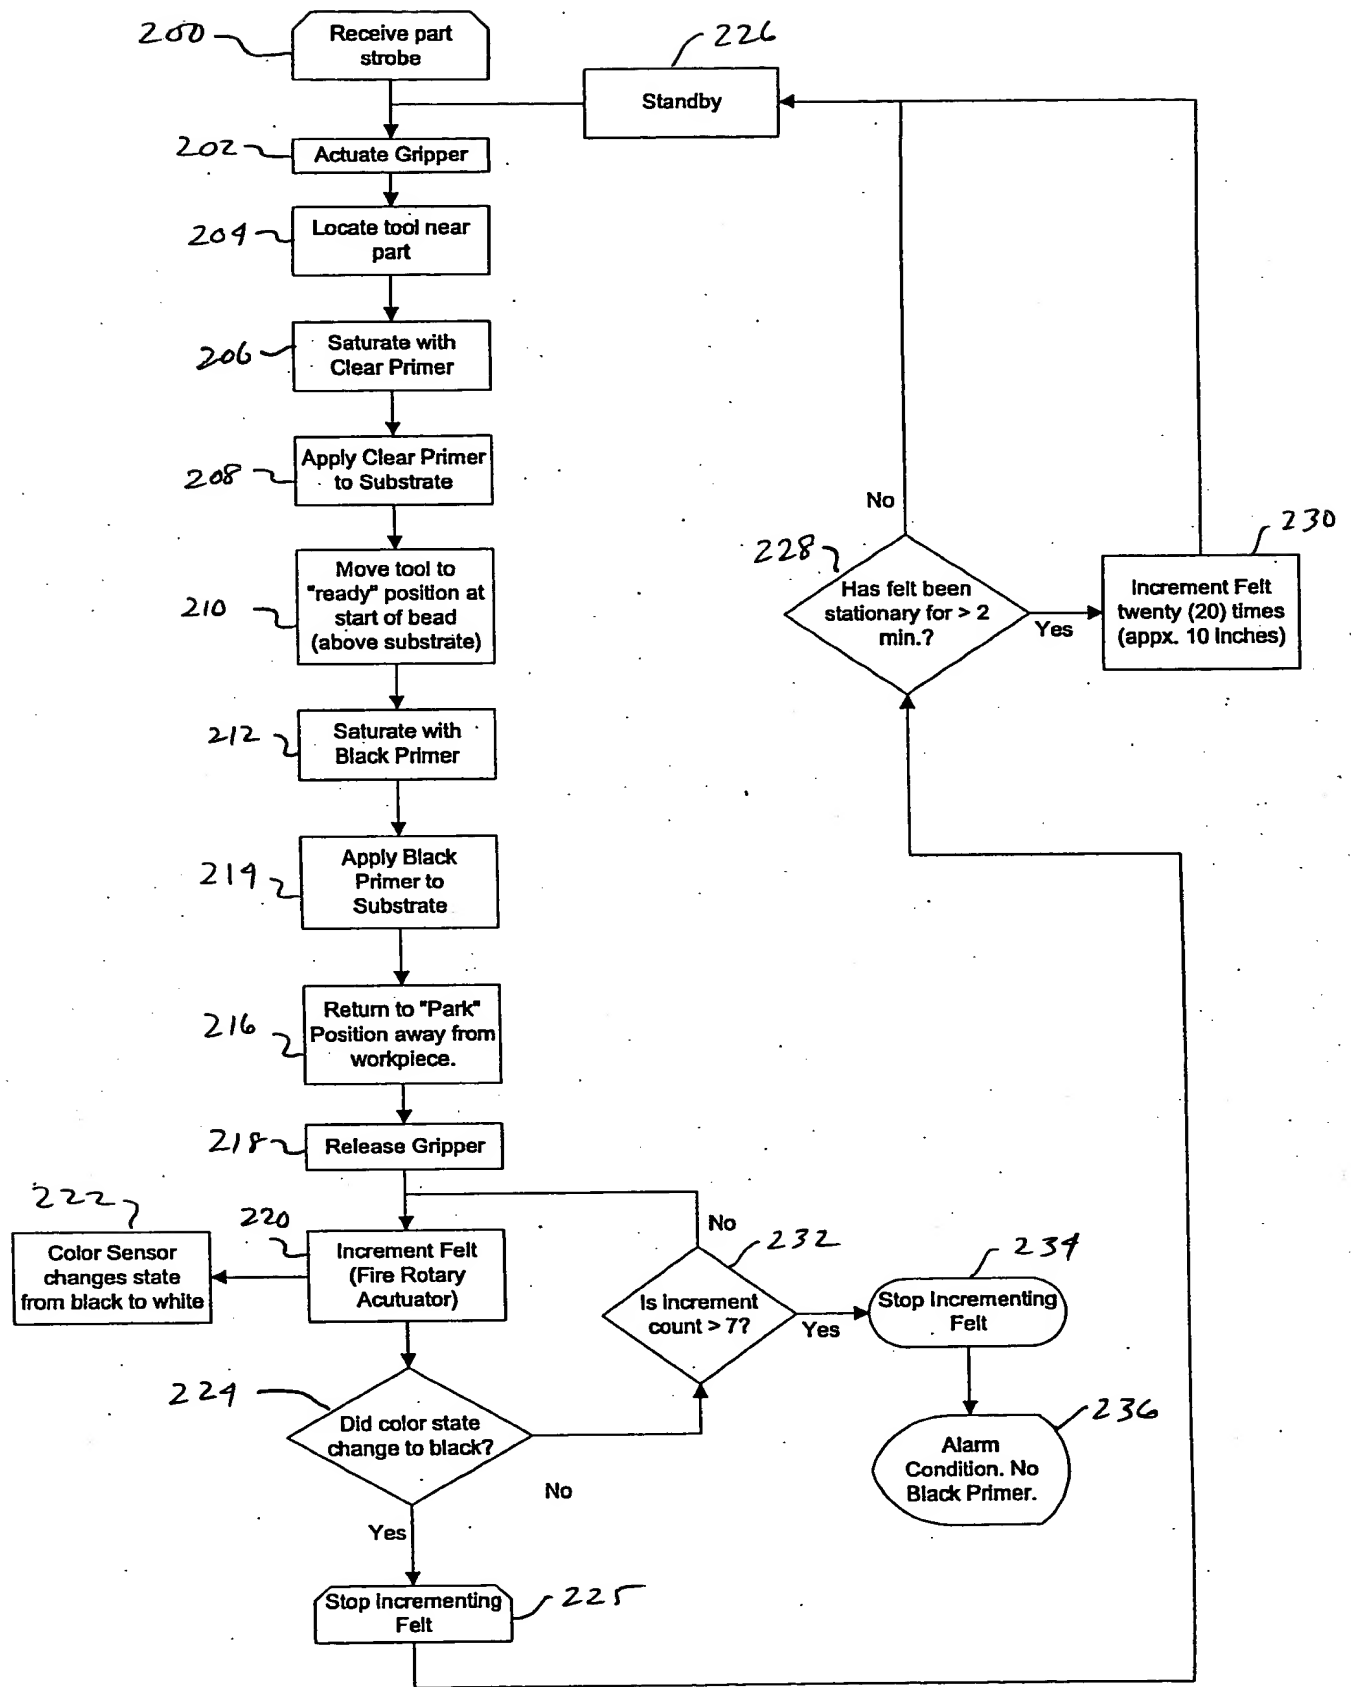 200
Receive part
strobe
226
Standby
202
Actuate Gripper
204
Locate tool near
part
206
Saturate with
Clear Primer
208
Apply Clear Primer
to Substrate
210
Move tool to
"ready" position at
start of bead
(above substrate)
No
228
Has felt been
stationary for > 2
min.?
Yes
230
Increment Felt
twenty (20) times
(appx. 10 Inches)
212
Saturate with
Black Primer
214
Apply Black
Primer to
Substrate
216
Return to "Park"
Position away from
workpiece.
218
Release Gripper
222
Color Sensor
changes state
from black to white
220
Increment Felt
(Fire Rotary
Acutuator)
No
232
Is increment
count > 7?
Yes
234
Stop Incrementing
Felt
224
Did color state
change to black?
No
236
Alarm
Condition. No
Black Primer.
Yes
Stop Incrementing
Felt
225